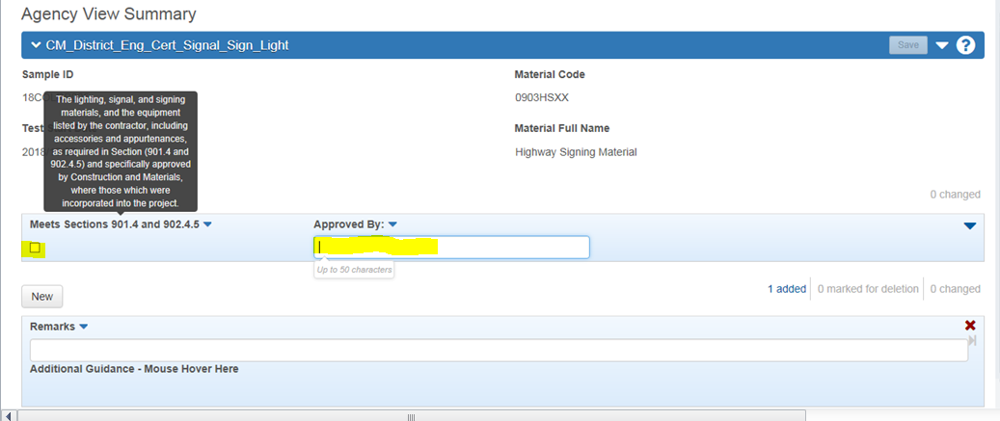 Agency View Summary
CM_District_Eng_Cert_Signal_Sign_Light
Save
?
Sample ID
Material Code
18C
0903HSXX
The lighting, signal, and signing
materials, and the equipment
listed by the contractor, including
accessories and appurtenances,
as required in Section (901.4 and
902.4.5) and specifically approved
by Construction and Materials,
where those which were
incorporated into the project.
Test
Material Full Name
2018
Highway Signing Material
0 changed
Meets Sections 901.4 and 902.4.5
Approved By:
Up to 50 characters
New
1 added
0 marked for deletion
0 changed
Remarks
Additional Guidance - Mouse Hover Here